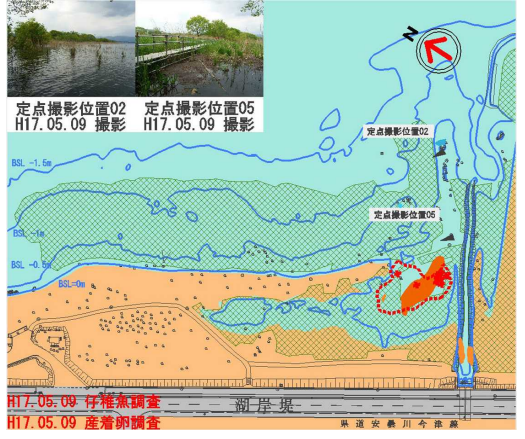 定点撮影位置02
H17.05.09 撮影
定点撮影位置05
H17.05.09 撮影
N
定点撮影位置02
BSL -1.5m
定点撮影位置05
BSL -1m
BSL -0.5m
BSL=0m
H17.05.09 仔稚魚調査
湖岸堤
H17.05.09 産着卵調査
県道安曇川今津線